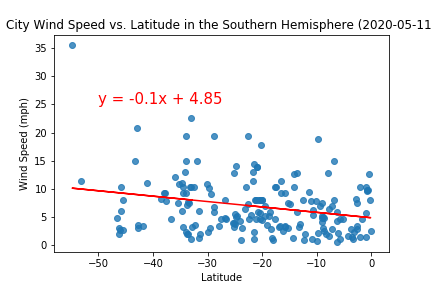 City Wind Speed vs. Latitude in the Southern Hemisphere (2020-05-11
35
30
25
20
15
10
5
0
Wind Speed (mph)
y = -0.1x + 4.85
−50 −40 −30 −20 −10 0
Latitude